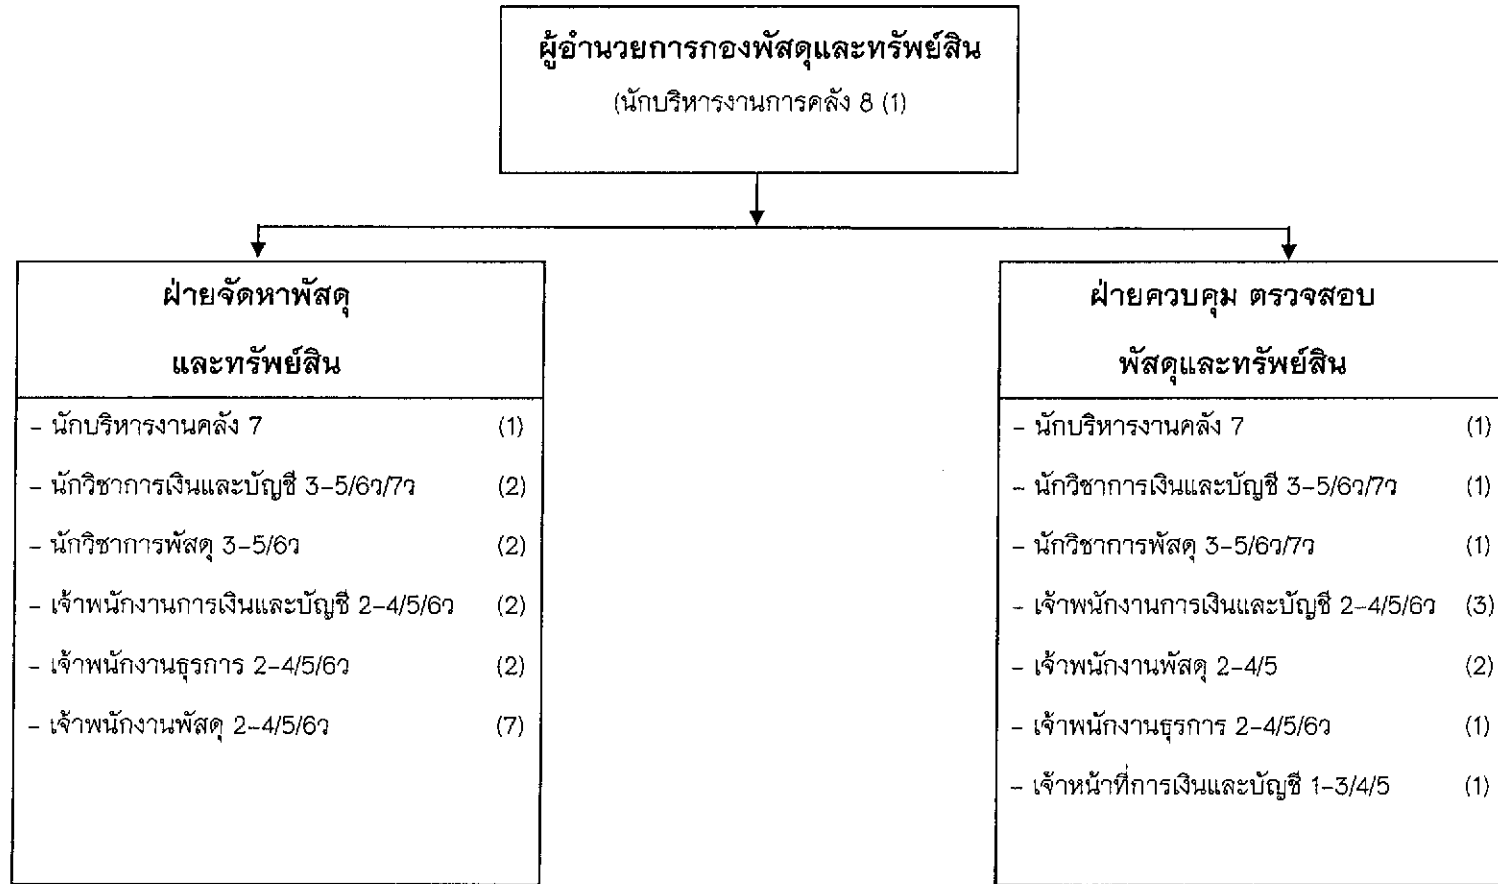 ผู้อำนวยการกองพัสดุและทรัพย์สิน
(นักบริหารงานการคลัง 8 (1)
ฝ่ายจัดหาพัสดุ
และทรัพย์สิน
– นักบริหารงานคลัง 7 (1)
– นักวิชาการเงินและบัญชี 3–5/6ว/7ว (2)
– นักวิชาการพัสดุ 3–5/6ว (2)
– เจ้าพนักงานการเงินและบัญชี 2–4/5/6ว (2)
– เจ้าพนักงานธุรการ 2–4/5/6ว (2)
– เจ้าพนักงานพัสดุ 2–4/5/6ว (7)
ฝ่ายควบคุม ตรวจสอบ
พัสดุและทรัพย์สิน
– นักบริหารงานคลัง 7 (1)
– นักวิชาการเงินและบัญชี 3–5/6ว/7ว (1)
– นักวิชาการพัสดุ 3–5/6ว/7ว (1)
– เจ้าพนักงานการเงินและบัญชี 2–4/5/6ว (3)
– เจ้าพนักงานพัสดุ 2–4/5 (2)
– เจ้าพนักงานธุรการ 2–4/5/6ว (1)
– เจ้าหน้าที่การเงินและบัญชี 1–3/4/5 (1)